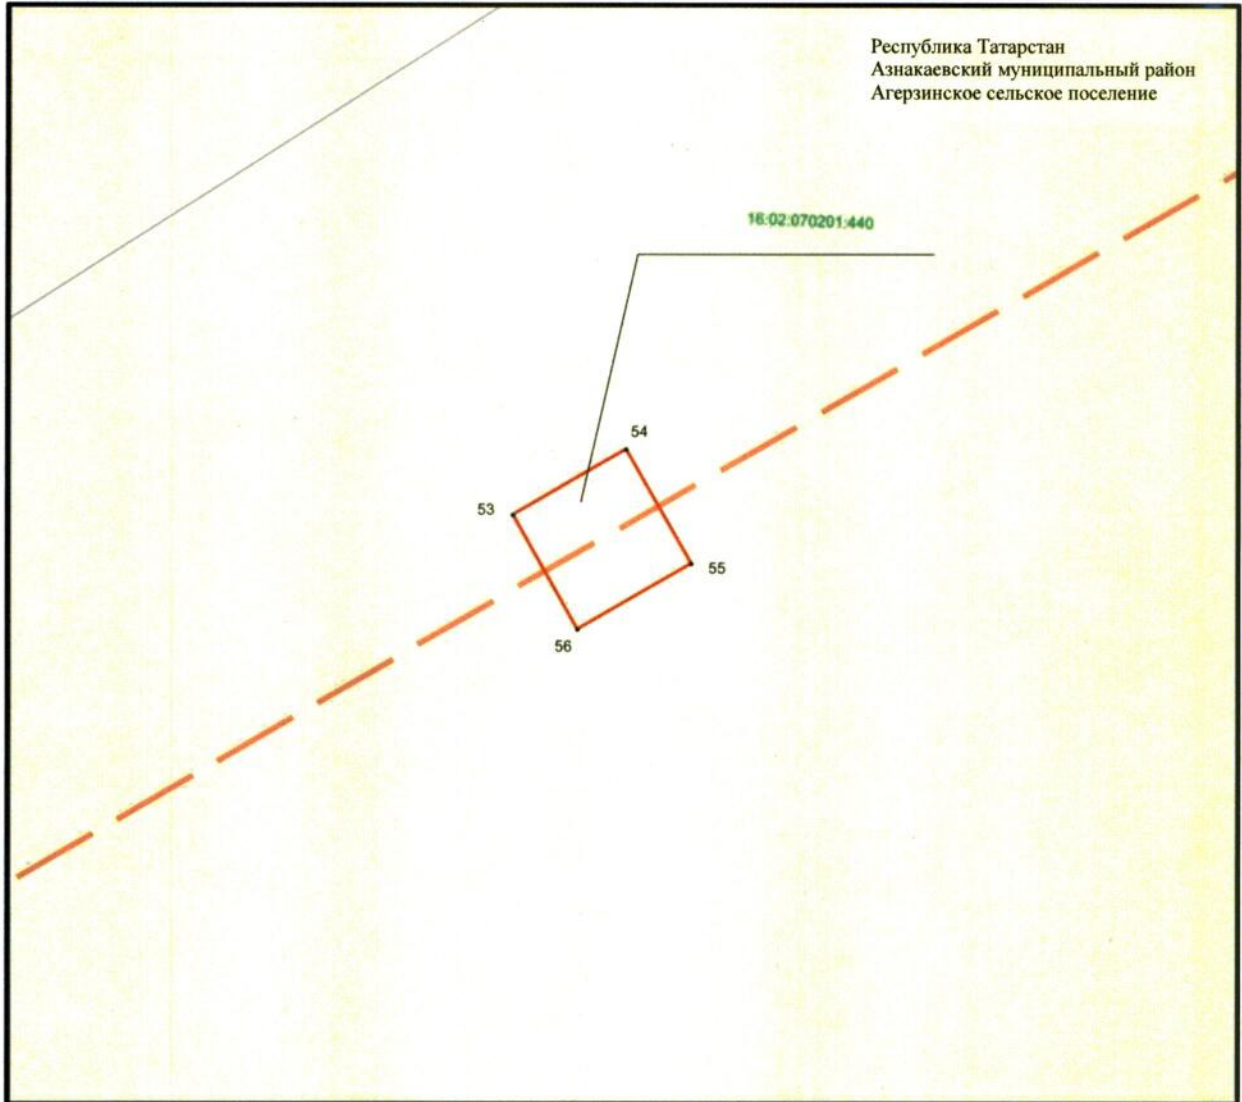 Республика Татарстан
Азнакаевский муниципальный район
Агерзинское сельское поселение
16:02:070201:440
54
53
55
56